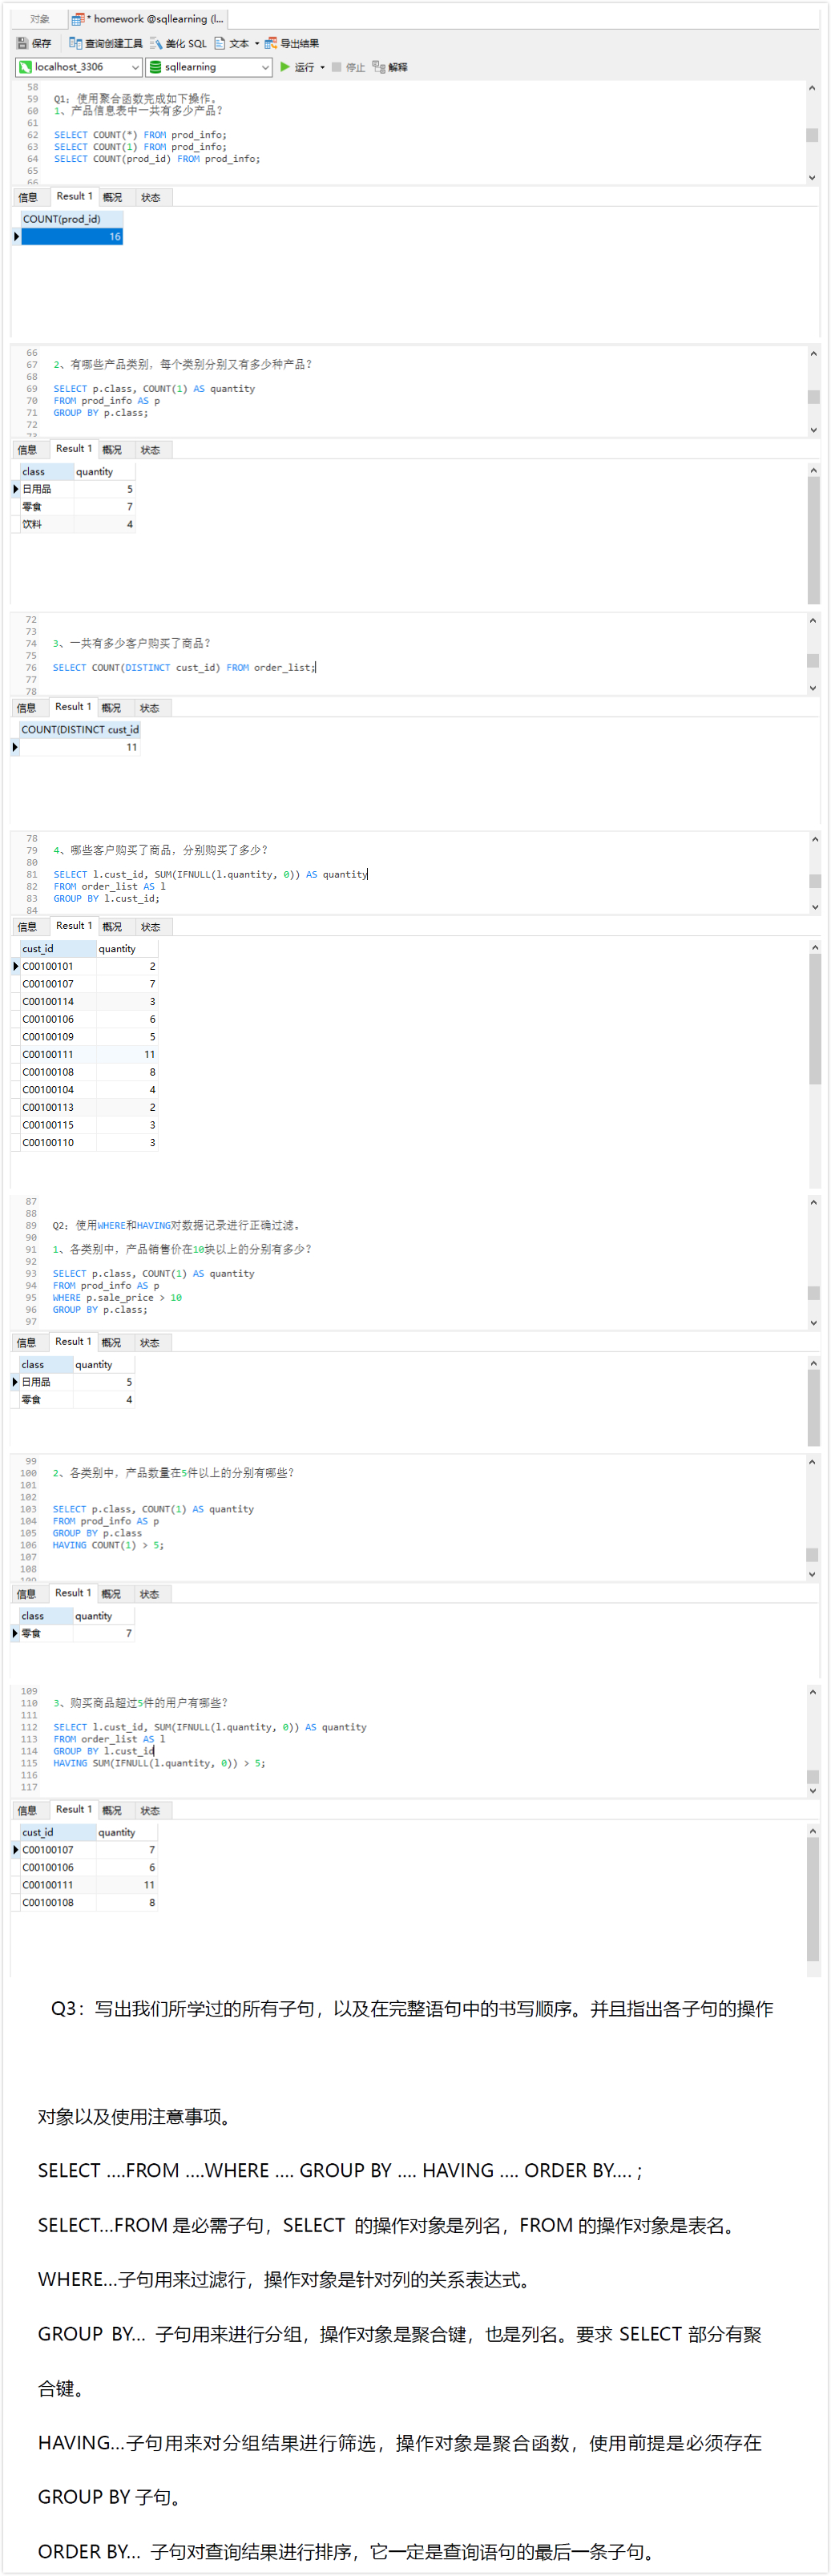 对象 * homework @sqllearning (l...
保存 查询创建工具 美化 SQL 文本 导出结果
localhost_3306 sqllearning 运行 停止 解释
58
59 Q1: 使用聚合函数完成如下操作。
60 1、产品信息表中一共有多少产品?
61
62 SELECT COUNT(*) FROM prod_info;
63 SELECT COUNT(1) FROM prod_info;
64 SELECT COUNT(prod_id) FROM prod_info;
65
66
信息 Result 1 概况 状态
COUNT(prod_id)
16
66
67 2、有哪些产品类别, 每个类别分别又有多少种产品?
68
69 SELECT p.class, COUNT(1) AS quantity
70 FROM prod_info AS p
71 GROUP BY p.class;
72
73
信息 Result 1 概况 状态
class quantity
日用品 5
零食 7
饮料 4
72
73
74 3、一共有多少客户购买了商品?
75
76 SELECT COUNT(DISTINCT cust_id) FROM order_list;
77
78
信息 Result 1 概况 状态
COUNT(DISTINCT cust_id
11
78
79 4、哪些客户购买了商品, 分别购买了多少?
80
81 SELECT l.cust_id, SUM(IFNULL(l.quantity, 0)) AS quantity
82 FROM order_list AS l
83 GROUP BY l.cust_id;
84
信息 Result 1 概况 状态
cust_id quantity
C00100101 2
C00100107 7
C00100114 3
C00100106 6
C00100109 5
C00100111 11
C00100108 8
C00100104 4
C00100113 2
C00100115 3
C00100110 3
87
88
89 Q2: 使用WHERE和HAVING对数据记录进行正确过滤。
90
91 1、各类别中, 产品销售价在10块以上的分别有多少?
92
93 SELECT p.class, COUNT(1) AS quantity
94 FROM prod_info AS p
95 WHERE p.sale_price > 10
96 GROUP BY p.class;
97
信息 Result 1 概况 状态
class quantity
日用品 5
零食 4
99
100 2、各类别中, 产品数量在5件以上的分别有哪些?
101
102
103 SELECT p.class, COUNT(1) AS quantity
104 FROM prod_info AS p
105 GROUP BY p.class
106 HAVING COUNT(1) > 5;
107
108
109
信息 Result 1 概况 状态
class quantity
零食 7
109
110 3、购买商品超过5件的用户有哪些?
111
112 SELECT l.cust_id, SUM(IFNULL(l.quantity, 0)) AS quantity
113 FROM order_list AS l
114 GROUP BY l.cust_id
115 HAVING SUM(IFNULL(l.quantity, 0)) > 5;
116
117
信息 Result 1 概况 状态
cust_id quantity
C00100107 7
C00100106 6
C00100111 11
C00100108 8
Q3：写出我们所学过的所有子句，以及在完整语句中的书写顺序。并且指出各子句的操作
对象以及使用注意事项。
SELECT ....FROM ....WHERE .... GROUP BY .... HAVING .... ORDER BY.... ;
SELECT...FROM 是必需子句，SELECT 的操作对象是列名，FROM 的操作对象是表名。
WHERE...子句用来过滤行，操作对象是针对列的关系表达式。
GROUP BY... 子句用来进行分组，操作对象是聚合键，也是列名。要求 SELECT 部分有聚
合键。
HAVING...子句用来对分组结果进行筛选，操作对象是聚合函数，使用前提是必须存在
GROUP BY 子句。
ORDER BY... 子句对查询结果进行排序，它一定是查询语句的最后一条子句。